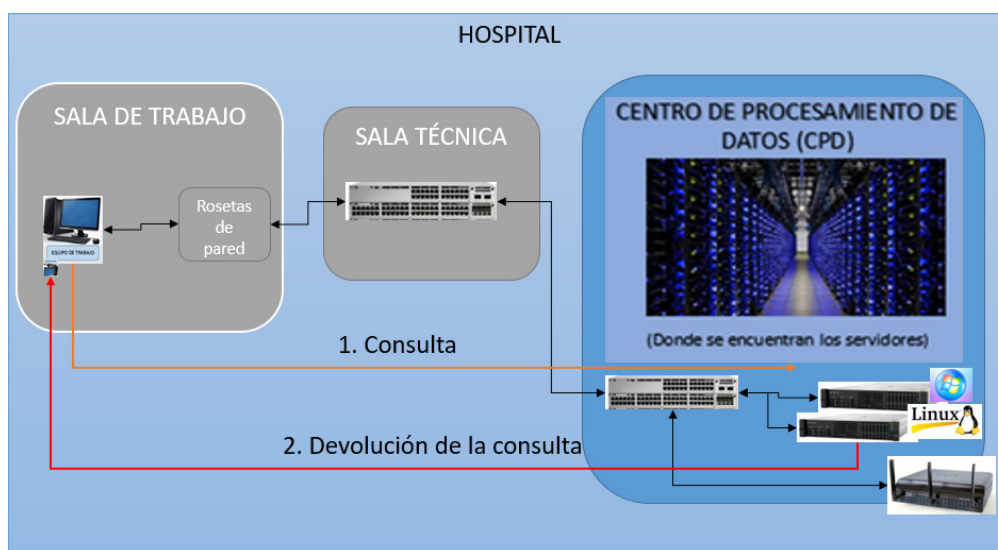 HOSPITAL
SALA DE TRABAJO
EQUIPO DE TRABAJO
Rosetas
de
pared
SALA TÉCNICA
CENTRO DE PROCESAMIENTO DE
DATOS (CPD)
(Donde se encuentran los servidores)
1. Consulta
Linux
2. Devolución de la consulta